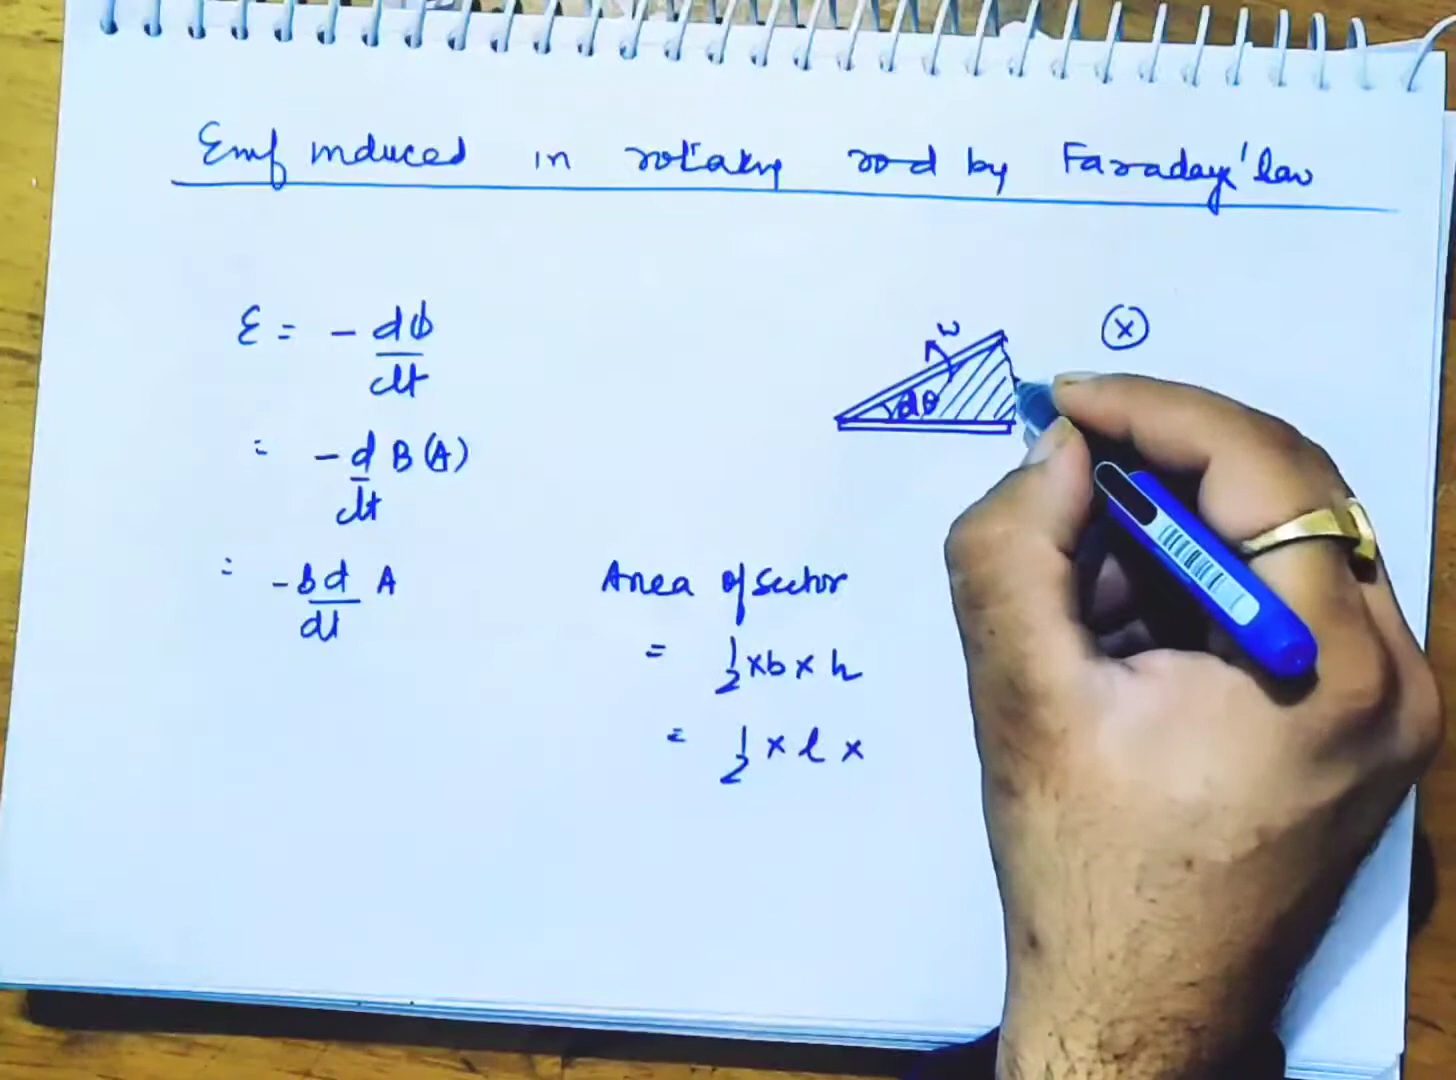 Emf induced in rotating rod by Faraday's law
ε = - dϕ/dt
= - d/dt B(A)
= -B d/dt A
w
dθ
x
Area of sector
= 1/2 × b × h
= 1/2 × l ×